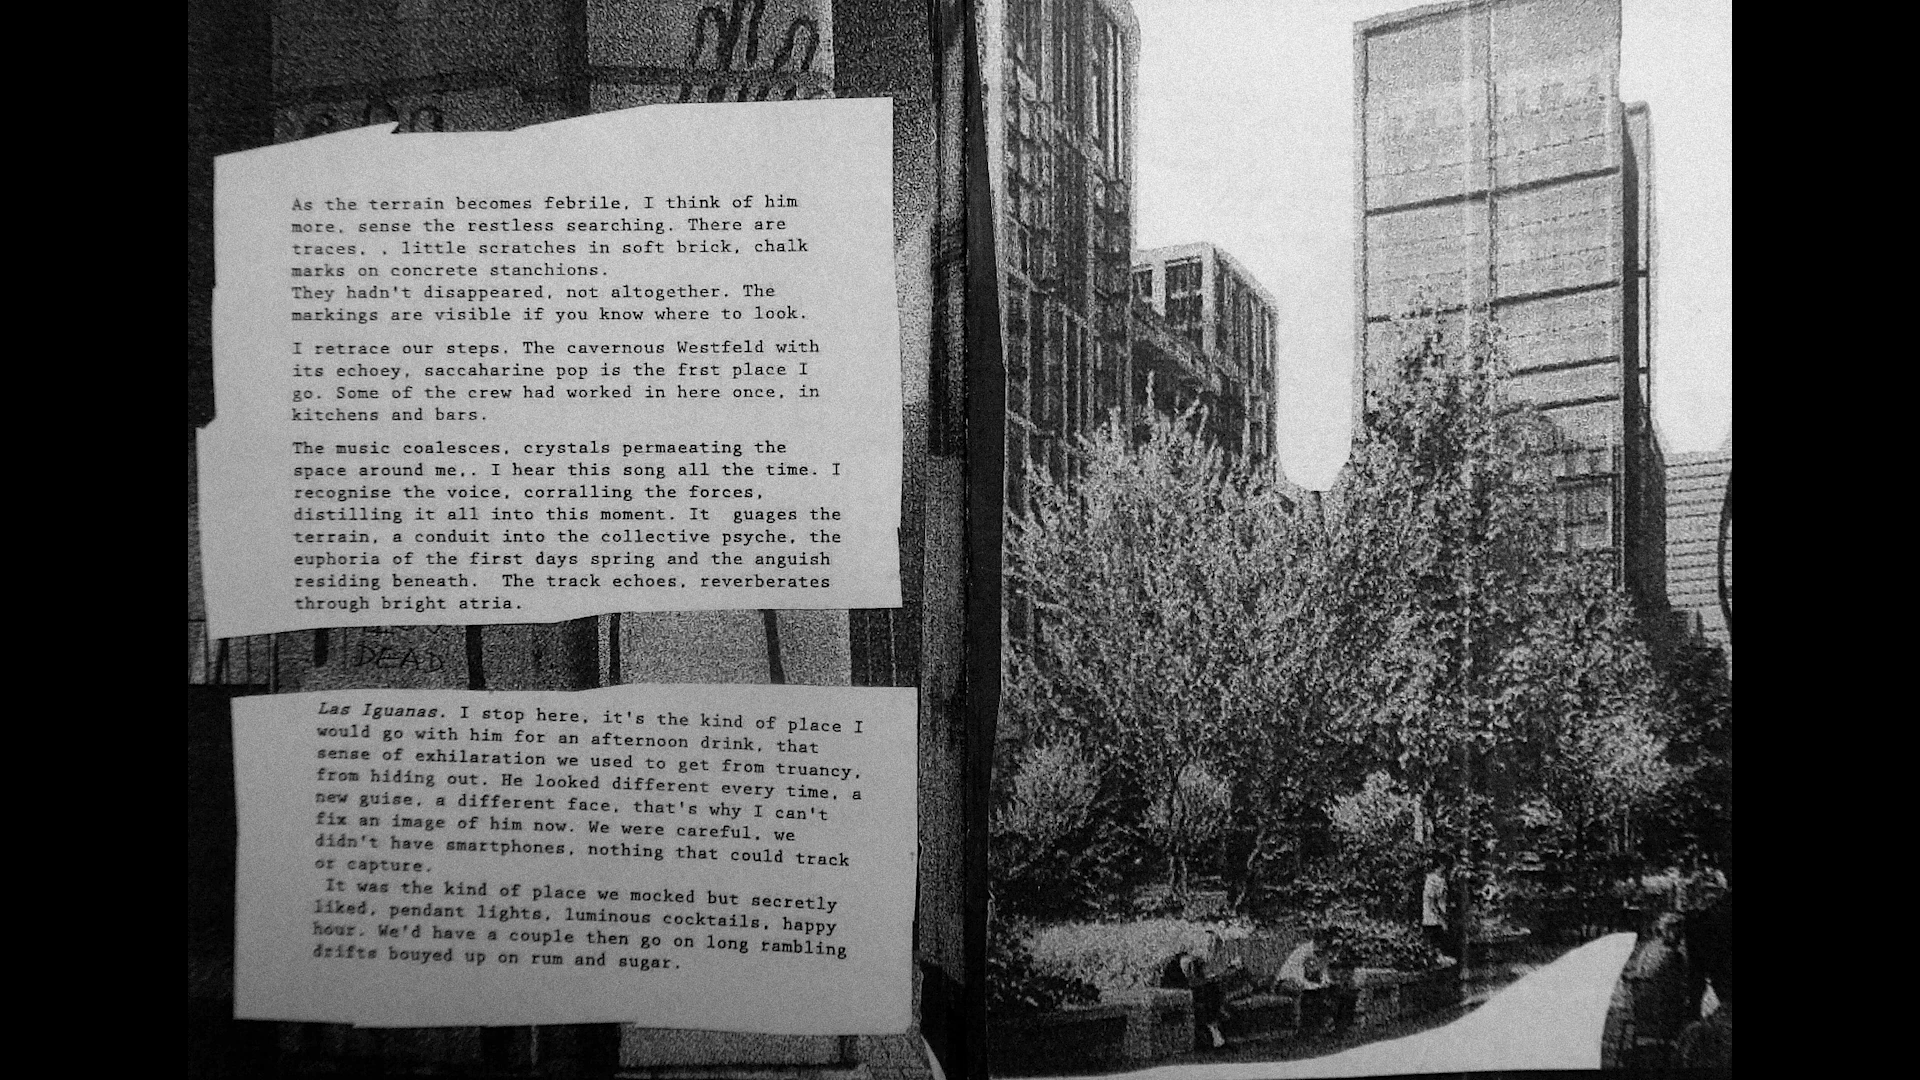 As the terrain becomes febrile, I think of him
more, sense the restless searching. There are
traces, , little scratches in soft brick, chalk
marks on concrete stanchions.
They hadn't disappeared, not altogether. The
markings are visible if you know where to look.
I retrace our steps. The cavernous Westfeld with
its echoey, saccaharine pop is the frst place I
go. Some of the crew had worked in here once, in
kitchens and bars.
The music coalesces, crystals permaeating the
space around me,. I hear this song all the time. I
recognise the voice, corralling the forces,
distilling it all into this moment. It  guages the
terrain, a conduit into the collective psyche, the
euphoria of the first days spring and the anguish
residing beneath.  The track echoes, reverberates
through bright atria.
DEAD
Las Iguanas. I stop here, it's the kind of place I
would go with him for an afternoon drink, that
sense of exhilaration we used to get from truancy,
from hiding out. He looked different every time, a
new guise, a different face, that's why I can't
fix an image of him now. We were careful, we
didn't have smartphones, nothing that could track
or capture.
It was the kind of place we mocked but secretly
liked, pendant lights, luminous cocktails, happy
hour. We'd have a couple then go on long rambling
drifts bouyed up on rum and sugar.